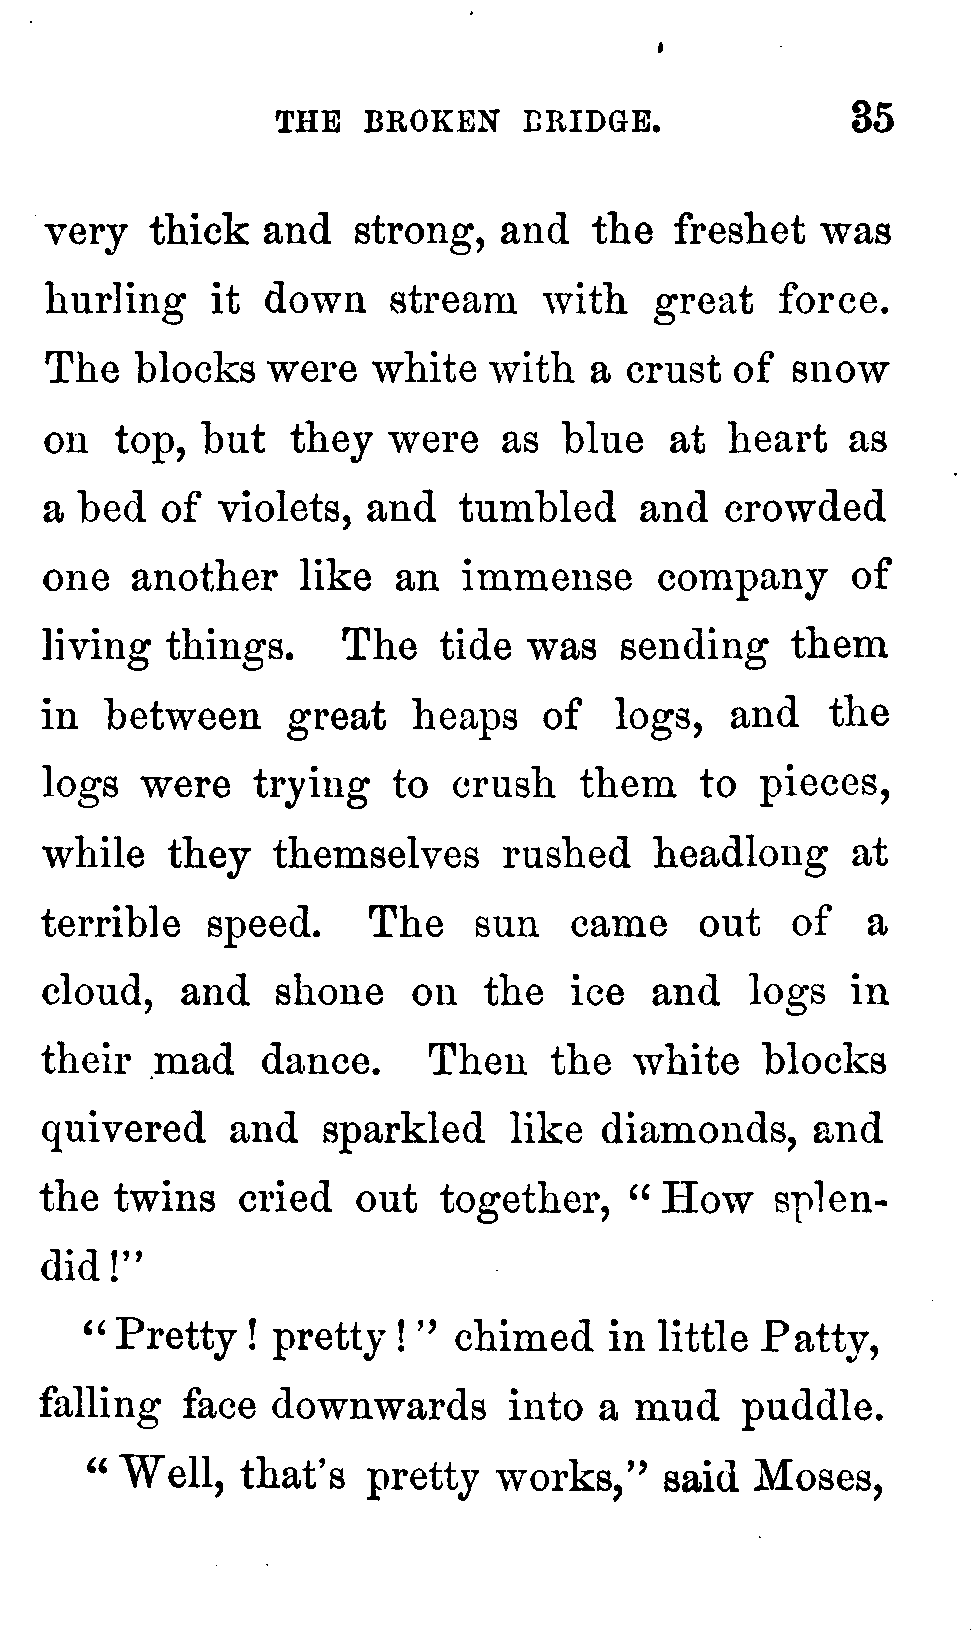 THE BROKEN BRIDGE. 35
very thick and strong, and the freshet was
hurling it down stream with great force.
The blocks were white with a crust of snow
on top, but they were as blue at heart as
a bed of violets, and tumbled and crowded
one another like an immense company of
living things. The tide was sending them
in between great heaps of logs, and the
logs were trying to crush them to pieces,
while they themselves rushed headlong at
terrible speed. The sun came out of a
cloud, and shone on the ice and logs in
their mad dance. Then the white blocks
quivered and sparkled like diamonds, and
the twins cried out together, “ How splen-
did !”
“ Pretty ! pretty ! ” chimed in little Patty,
falling face downwards into a mud puddle.
“ Well, that’s pretty works,” said Moses,